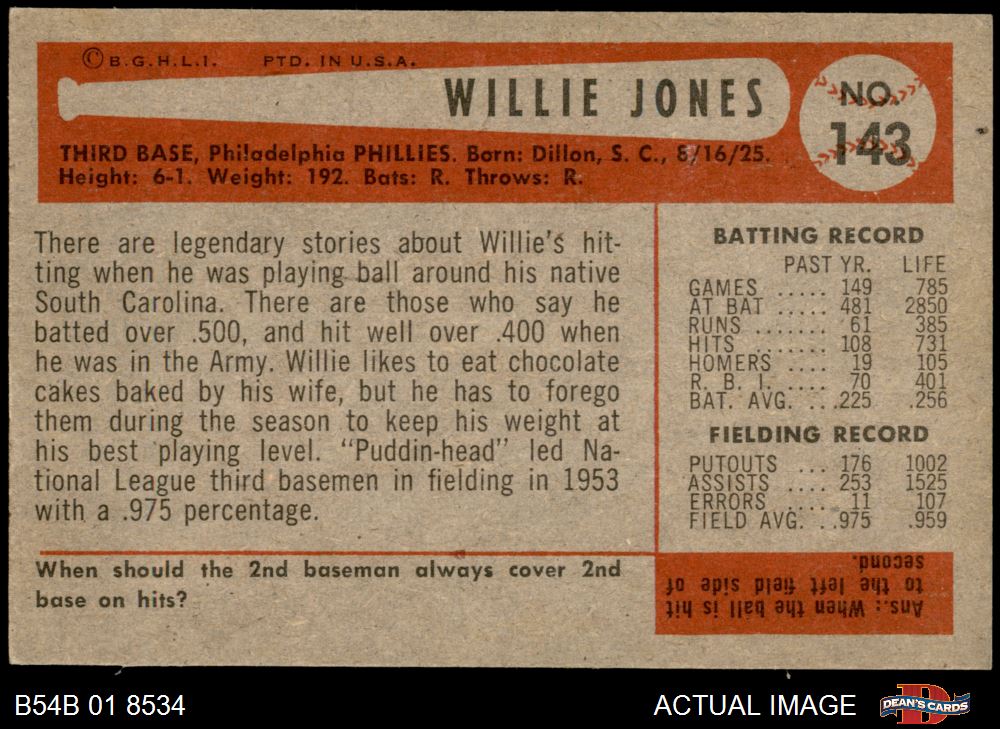 ©B.G.H.L.I. PTD. IN U.S.A.
WILLIE JONES
NO.
143
THIRD BASE, Philadelphia PHILLIES. Born: Dillon, S. C., 8/16/25.
Height: 6-1. Weight: 192. Bats: R. Throws: R.
There are legendary stories about Willie's hit-
ting when he was playing ball around his native
South Carolina. There are those who say he
batted over .500, and hit well over .400 when
he was in the Army. Willie likes to eat chocolate
cakes baked by his wife, but he has to forego
them during the season to keep his weight at
his best playing level. "Puddin-head" led Na-
tional League third basemen in fielding in 1953
with a .975 percentage.
When should the 2nd baseman always cover 2nd
base on hits?
BATTING RECORD
PAST YR. LIFE
GAMES ..... 149 785
AT BAT ..... 481 2850
RUNS ....... 61 385
HITS ....... 108 731
HOMERS .... 19 105
R. B. I. .... 70 401
BAT. AVG. ...225 .256
FIELDING RECORD
PUTOUTS ... 176 1002
ASSISTS .... 253 1525
ERRORS .... 11 107
FIELD AVG. ..975 .959
Ans.: When the ball is hit
to the left field side of
second.
B54B 01 8534
ACTUAL IMAGE
D
DEAN'S CARDS